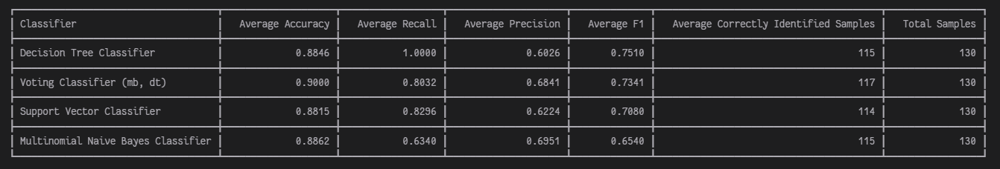 Classifier Average Accuracy Average Recall Average Precision Average F1 Average Correctly Identified Samples Total Samples
Decision Tree Classifier 0.8846 1.0000 0.6026 0.7510 115 130
Voting Classifier (mb, dt) 0.9000 0.8032 0.6841 0.7341 117 130
Support Vector Classifier 0.8815 0.8296 0.6224 0.7080 114 130
Multinomial Naive Bayes Classifier 0.8862 0.6340 0.6951 0.6540 115 130